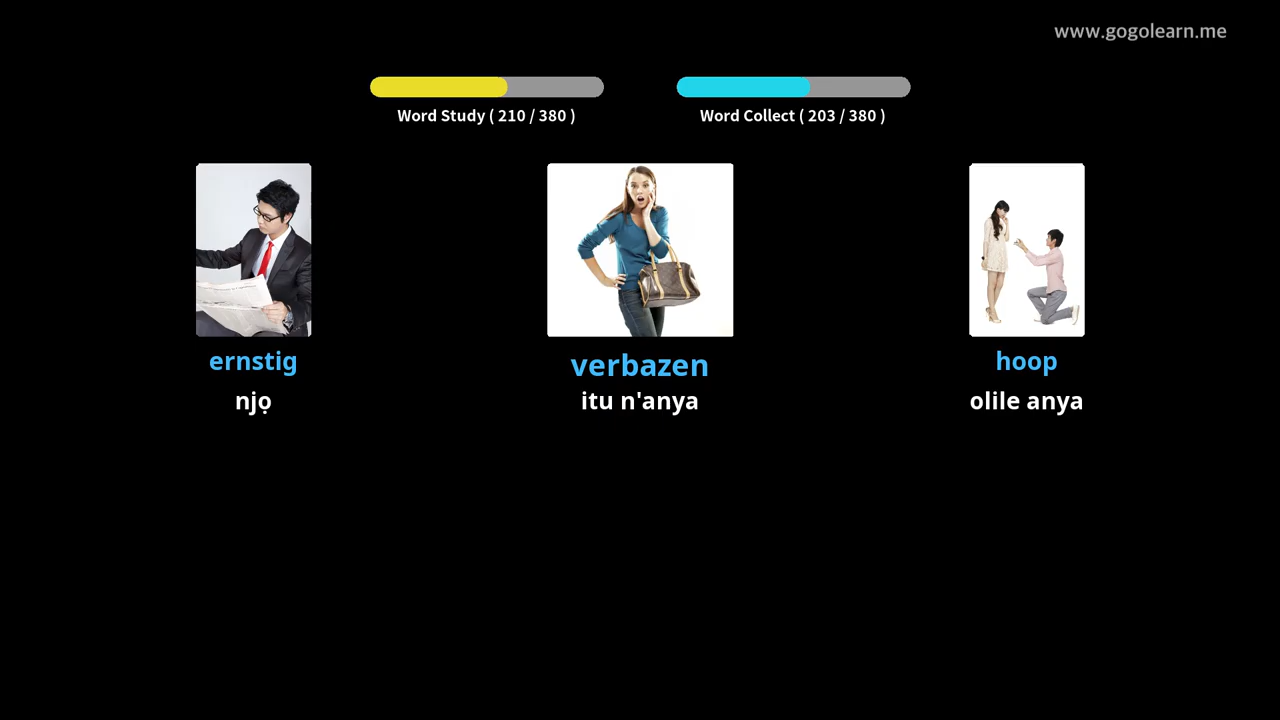 www.gogolearn.me
Word Study ( 210 / 380 )
Word Collect ( 203 / 380 )
ernstig
verbazen
hoop
njọ
itu n'anya
olile anya